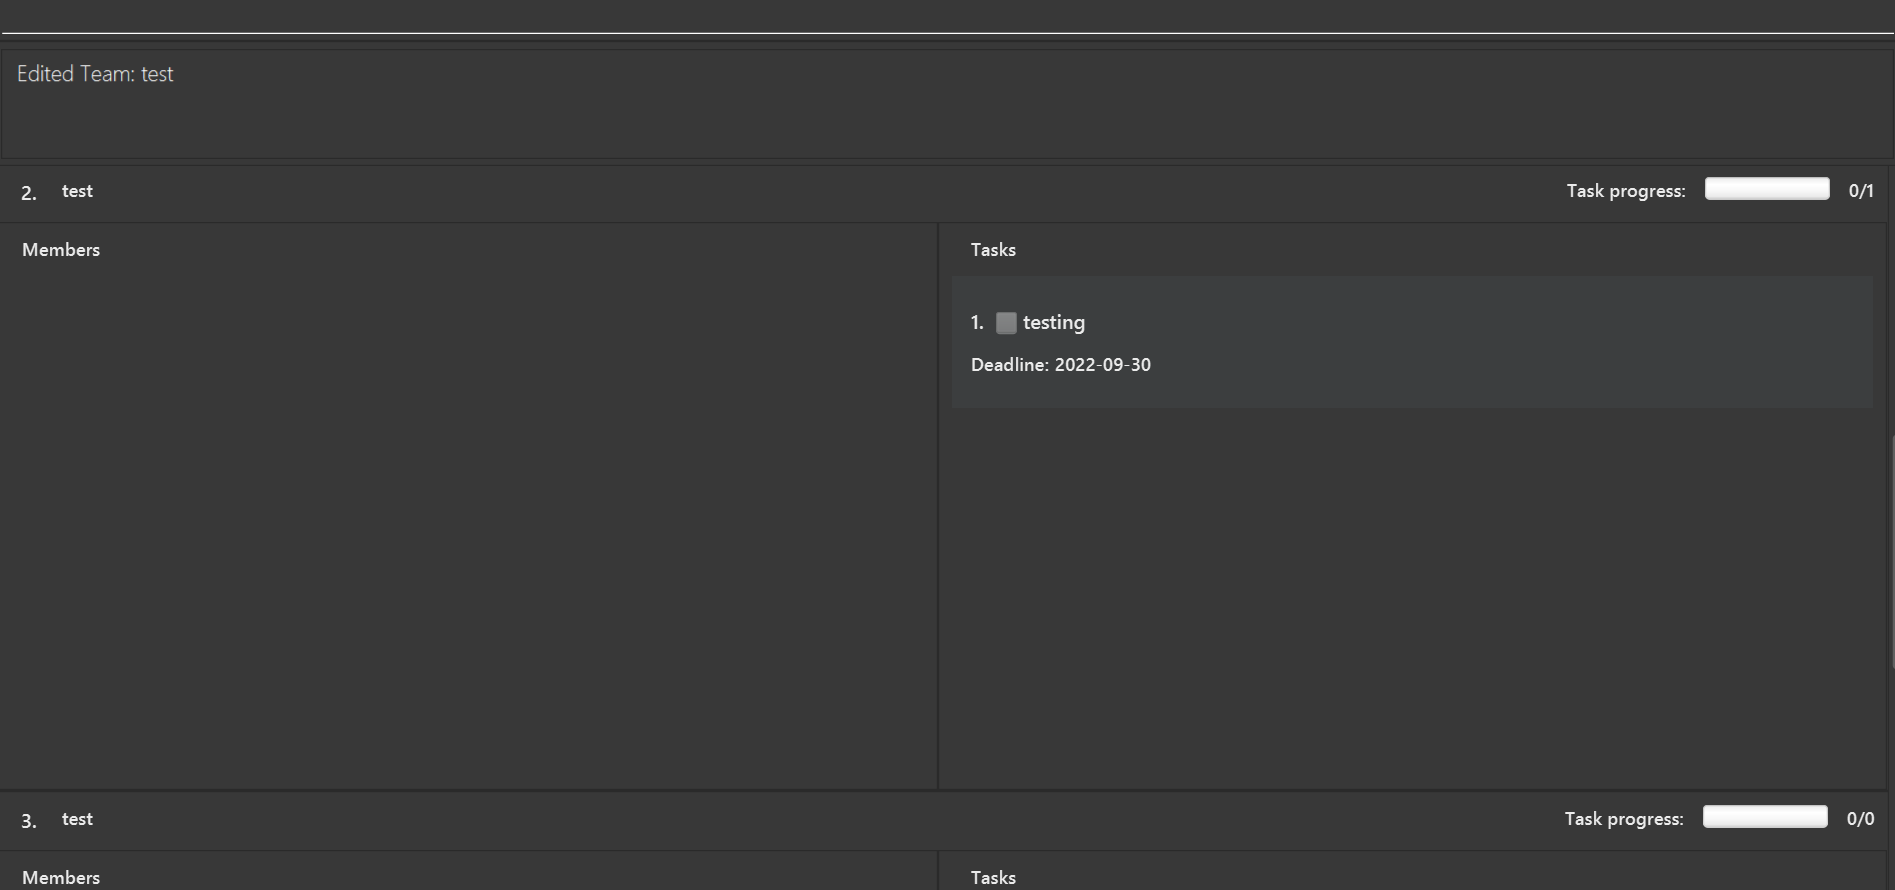 Edited Team: test
2. test Task progress: 0/1
Members Tasks
1. testing
Deadline: 2022-09-30
3. test Task progress: 0/0
Members Tasks